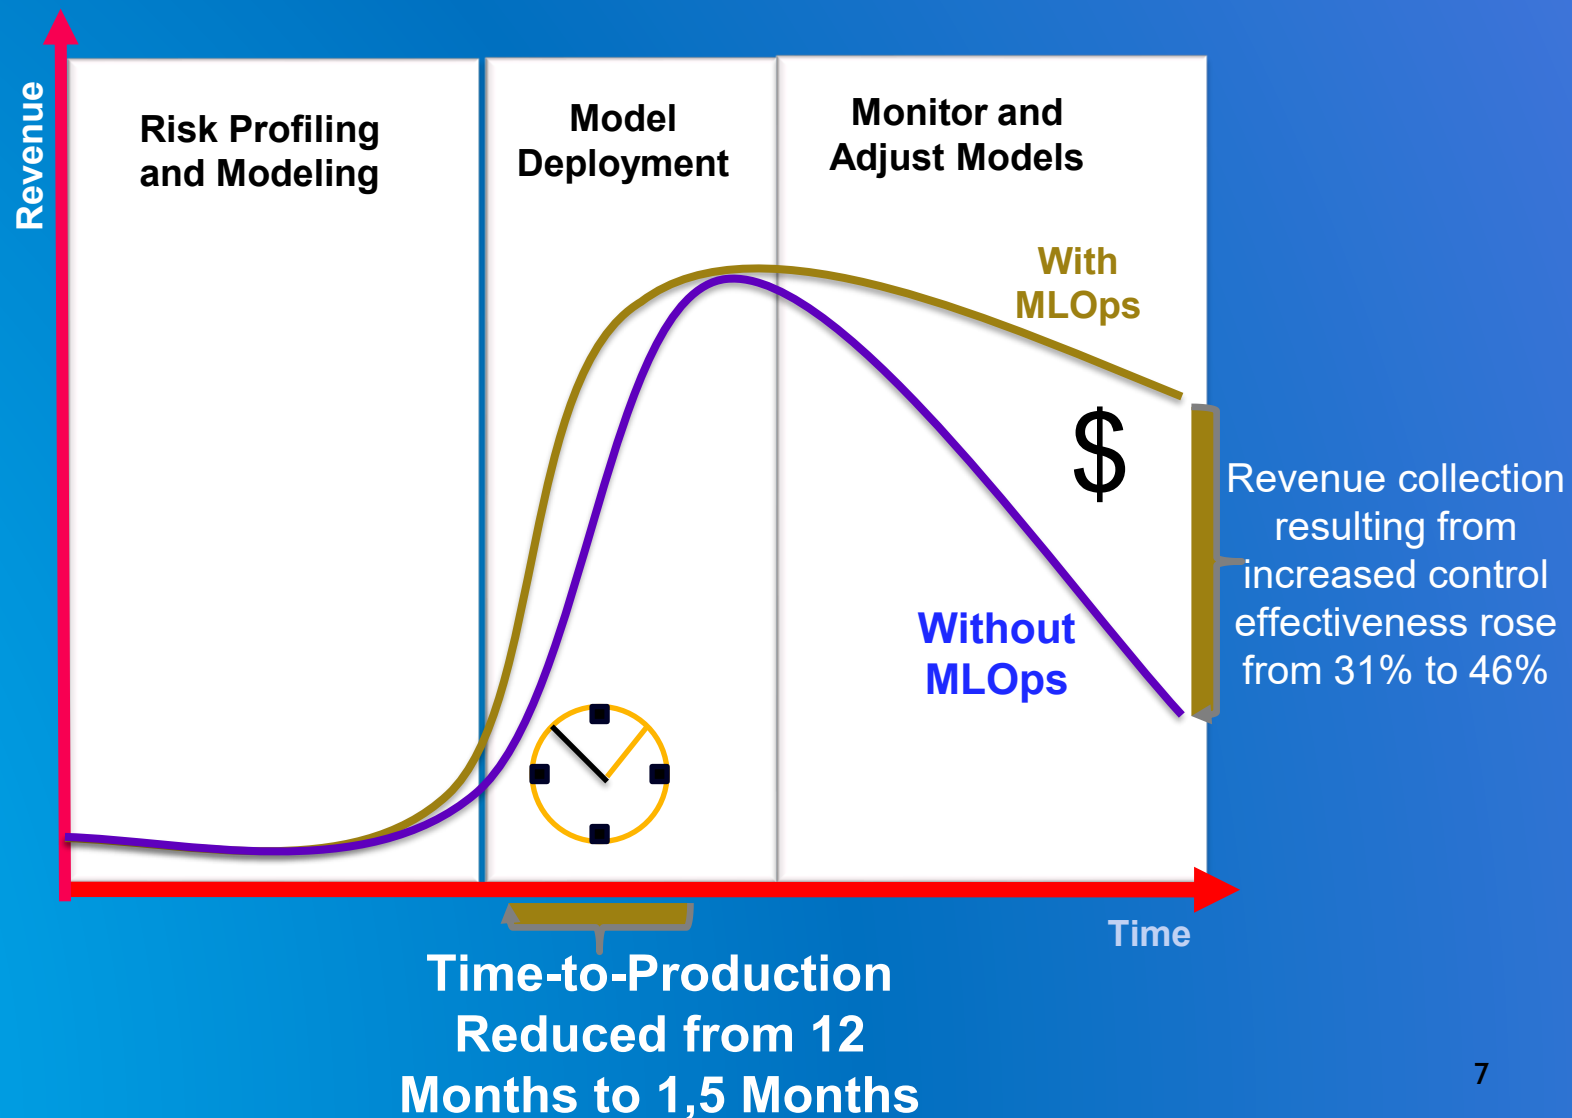 Revenue
Risk Profiling
and Modeling
Model
Deployment
Monitor and
Adjust Models
With
MLOps
$
Without
MLOps
Revenue collection
resulting from
increased control
effectiveness rose
from 31% to 46%
Time
Time-to-Production
Reduced from 12
Months to 1,5 Months
7